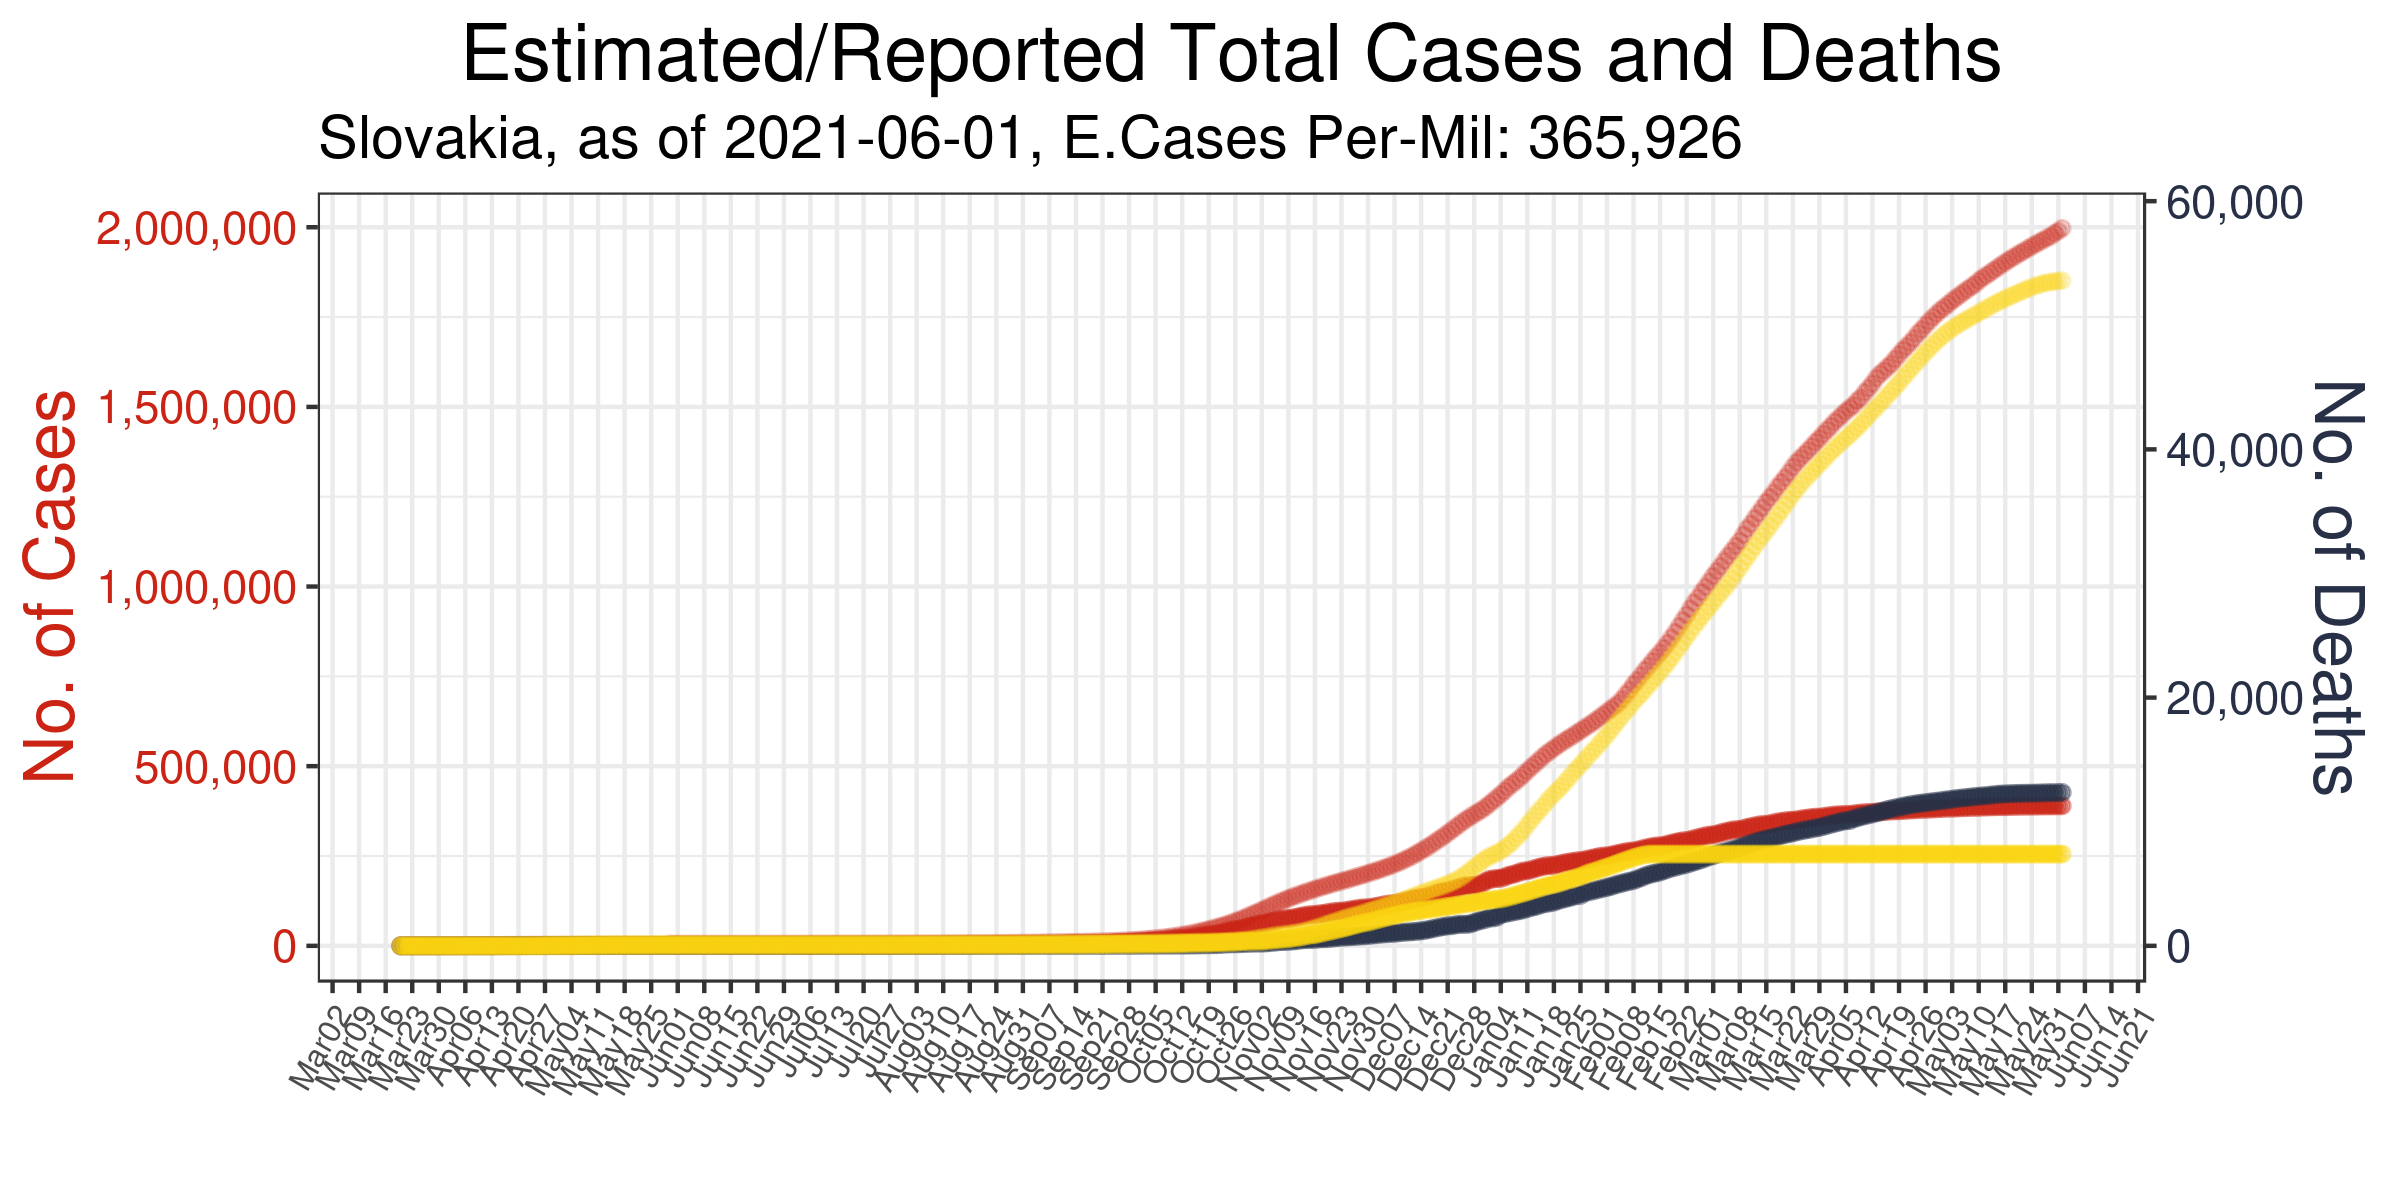 Estimated/Reported Total Cases and Deaths
Slovakia, as of 2021-06-01, E.Cases Per-Mil: 365,926
No. of Cases
2,000,000
1,500,000
1,000,000
500,000
0
60,000
40,000
20,000
0
No. of Deaths
Mar02
Mar09
Mar16
Mar23
Mar30
Apr06
Apr13
Apr20
Apr27
May04
May11
May18
May25
Jun01
Jun08
Jun15
Jun22
Jun29
Jul06
Jul13
Jul20
Jul27
Aug03
Aug10
Aug17
Aug24
Aug31
Sep07
Sep14
Sep21
Sep28
Oct05
Oct12
Oct19
Oct26
Nov02
Nov09
Nov16
Nov23
Nov30
Dec07
Dec14
Dec21
Dec28
Jan04
Jan11
Jan18
Jan25
Feb01
Feb08
Feb15
Feb22
Mar01
Mar08
Mar15
Mar22
Mar29
Apr05
Apr12
Apr19
Apr26
May03
May10
May17
May24
May31
Jun07
Jun14
Jun21